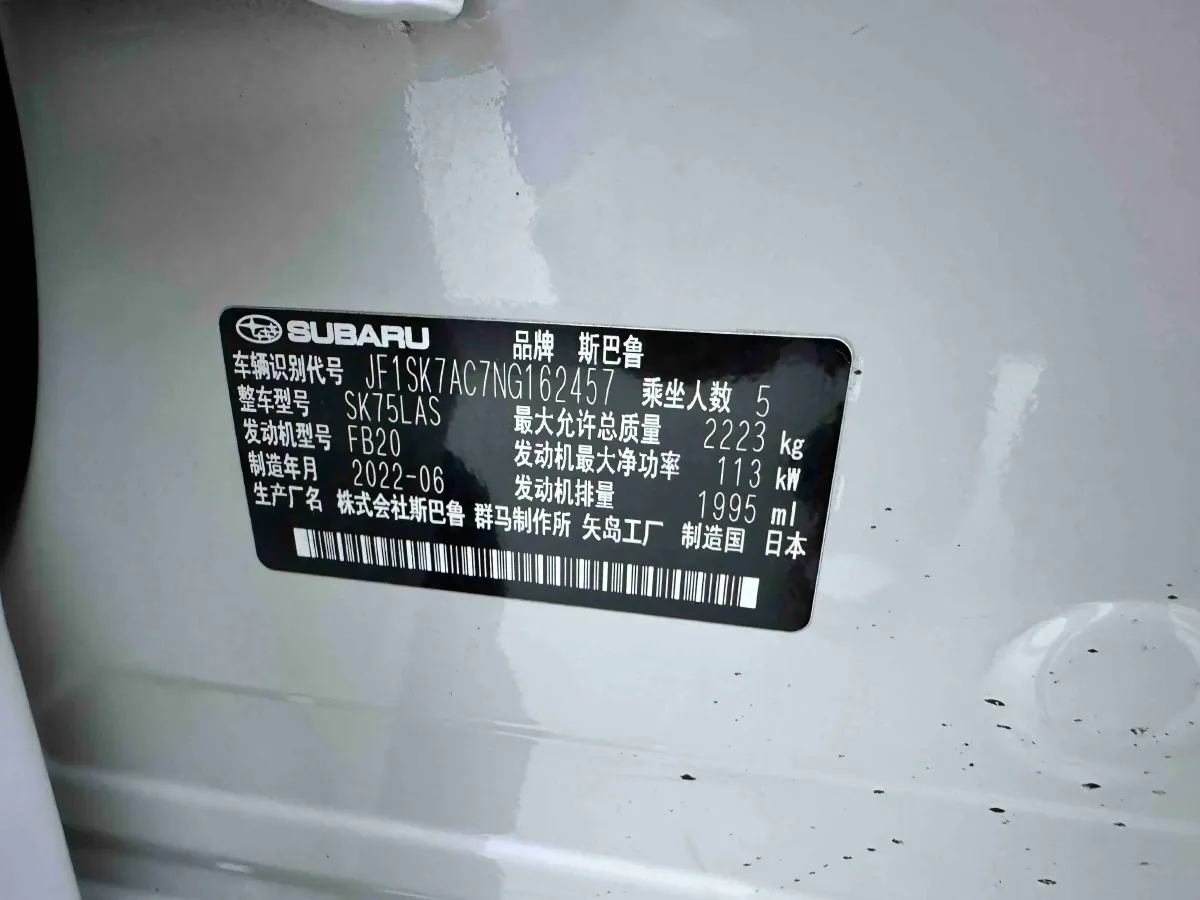 SUBARU 品牌 斯巴鲁
车辆识别代号 JF1SK7AC7NG162457 乘坐人数 5
整车型号 SK75LAS 最大允许总质量 2223 kg
发动机型号 FB20 发动机最大净功率 113 kW
制造年月 2022-06 发动机排量 1995 ml
生产厂名 株式会社斯巴鲁 群马制作所 矢岛工厂 制造国 日本